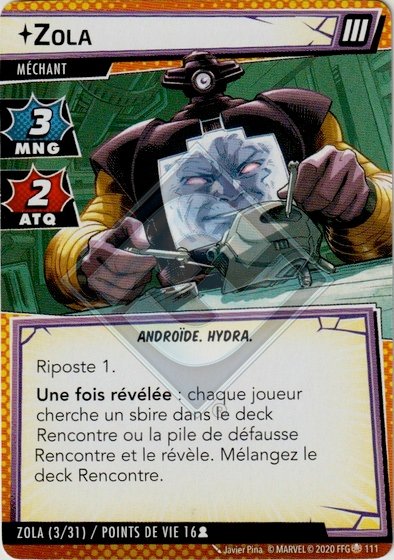 Zola
III
MÉCHANT
3
MNG
2
ATQ
ANDROÏDE. HYDRA.
Riposte 1.
Une fois révélée : chaque joueur
cherche un sbire dans le deck
Rencontre ou la pile de défausse
Rencontre et le révèle. Mélangez
le deck Rencontre.
ZOLA (3/31) / POINTS DE VIE 16
Javier Pina. © MARVEL © 2020 FFG 111